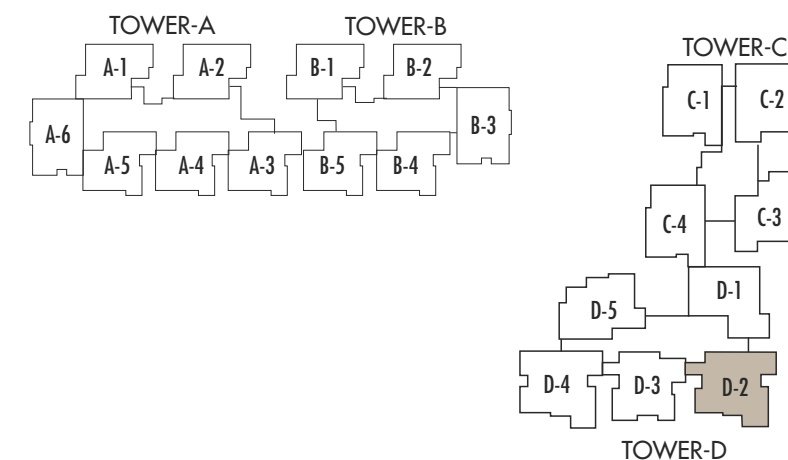 TOWER-A
TOWER-B
A-1
A-2
B-1
B-2
A-6
B-3
A-5
A-4
A-3
B-5
B-4
TOWER-C
C-1
C-2
C-4
C-3
D-1
D-5
D-4
D-3
D-2
TOWER-D